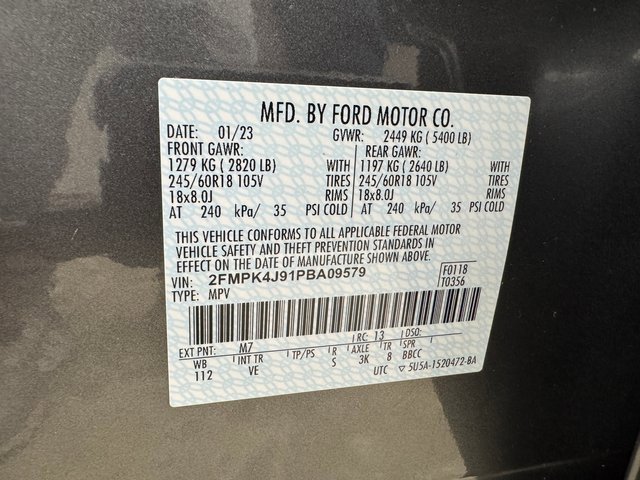 MFD. BY FORD MOTOR CO.
DATE: 01/23 GVWR: 2449 KG ( 5400 LB)
FRONT GAWR: REAR GAWR:
1279 KG ( 2820 LB) WITH 1197 KG ( 2640 LB) WITH
245/60R18 105V TIRES 245/60R18 105V TIRES
18x8.0J RIMS 18x8.0J RIMS
AT 240 kPa/ 35 PSI COLD AT 240 kPa/ 35 PSI COLD
THIS VEHICLE CONFORMS TO ALL APPLICABLE FEDERAL MOTOR
VEHICLE SAFETY AND THEFT PREVENTION STANDARDS IN
EFFECT ON THE DATE OF MANUFACTURE SHOWN ABOVE.
VIN: 2FMPK4J91PBA09579 F0118
TYPE: MPV T0356
EXT PNT: M7 RC: 13 DSO:
WB INT TR TP/PS R AXLE TR SPR
112 VE S 3K 8 BBCC
UTC ▽ 5U5A-1520472-BA